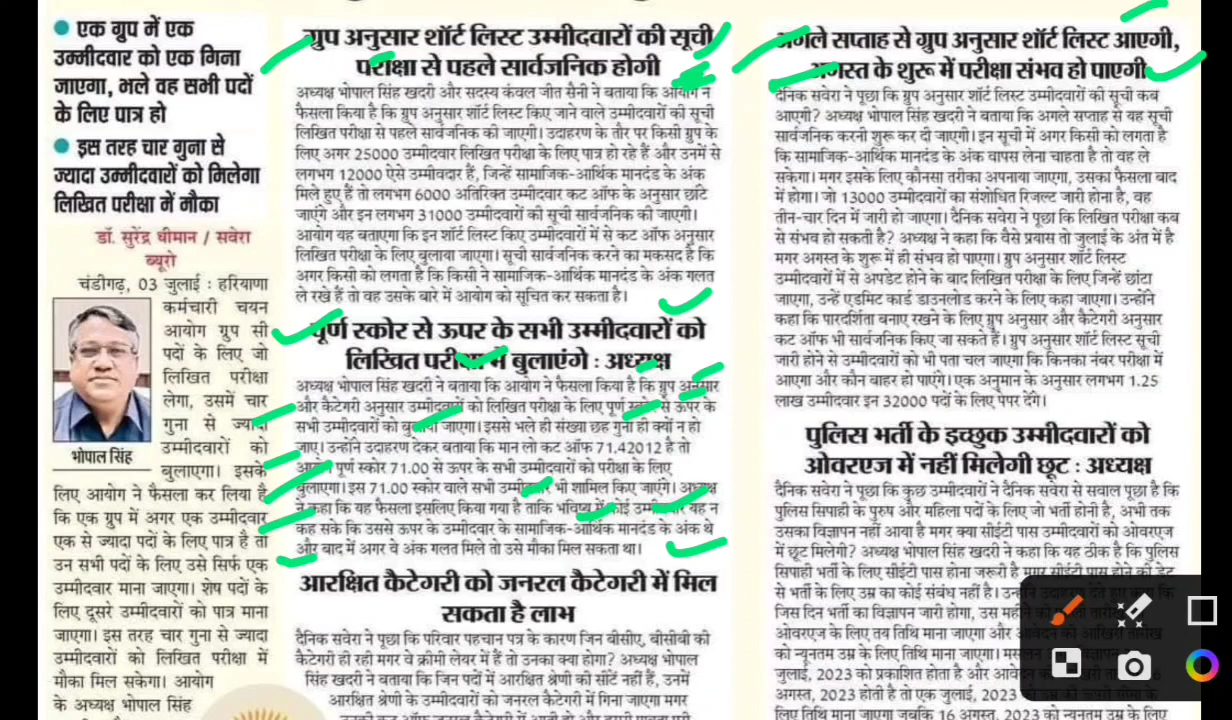 एक ग्रुप में एक
उम्मीदवार को एक गिना
जाएगा, भले वह सभी पदों
के लिए पात्र हो
इस तरह चार गुना से
ज्यादा उम्मीदवारों को मिलेगा
लिखित परीक्षा में मौका
डॉ. सुरेंद्र धीमान / सवेरा
ब्यूरो
चंडीगढ़, 03 जुलाई : हरियाणा
कर्मचारी चयन
आयोग ग्रुप सी
पदों के लिए जो
लिखित परीक्षा
लेगा, उसमें चार
गुना से ज्यादा
उम्मीदवारों को
बुलाएगा। इसके
भोपाल सिंह
लिए आयोग ने फैसला कर लिया है
कि एक ग्रुप में अगर एक उम्मीदवार
एक से ज्यादा पदों के लिए पात्र है तो
उन सभी पदों के लिए उसे सिर्फ एक
उम्मीदवार माना जाएगा। शेष पदों के
लिए दूसरे उम्मीदवारों को पात्र माना
जाएगा। इस तरह चार गुना से ज्यादा
उम्मीदवारों को लिखित परीक्षा में
मौका मिल सकेगा। आयोग
के अध्यक्ष भोपाल सिंह
ग्रुप अनुसार शॉर्ट लिस्ट उम्मीदवारों की सूची
परीक्षा से पहले सार्वजनिक होगी
अध्यक्ष भोपाल सिंह खदरी और सदस्य कंवल जीत सैनी ने बताया कि आयोग ने
फैसला किया है कि ग्रुप अनुसार शॉर्ट लिस्ट किए जाने वाले उम्मीदवारों की सूची
लिखित परीक्षा से पहले सार्वजनिक की जाएगी। उदाहरण के तौर पर किसी ग्रुप के
लिए अगर 25000 उम्मीदवार लिखित परीक्षा के लिए पात्र हो रहे हैं और उनमें से
लगभग 12000 ऐसे उम्मीवदार हैं, जिन्हें सामाजिक-आर्थिक मानदंड के अंक
मिले हुए हैं तो लगभग 6000 अतिरिक्त उम्मीदवार कट ऑफ के अनुसार छांटे
जाएंगे और इन लगभग 31000 उम्मीदवारों की सूची सार्वजनिक की जाएगी।
आयोग यह बताएगा कि इन शॉर्ट लिस्ट किए उम्मीदवारों में से कट ऑफ अनुसार
लिखित परीक्षा के लिए बुलाया जाएगा। सूची सार्वजनिक करने का मकसद है कि
अगर किसी को लगता है कि किसी ने सामाजिक-आर्थिक मानदंड के अंक गलत
ले रखे हैं तो वह उसके बारे में आयोग को सूचित कर सकता है।
पूर्ण स्कोर से ऊपर के सभी उम्मीदवारों को
लिखित परीक्षा में बुलाएंगे : अध्यक्ष
अध्यक्ष भोपाल सिंह खदरी ने बताया कि आयोग ने फैसला किया है कि ग्रुप अनुसार
और कैटेगरी अनुसार उम्मीदवारों को लिखित परीक्षा के लिए पूर्ण स्कोर से ऊपर के
सभी उम्मीदवारों को बुलाया जाएगा। इससे भले ही संख्या छह गुना ही क्यों न हो
जाए। उन्होंने उदाहरण देकर बताया कि मान लो कट ऑफ 71.42012 है तो
आयोग पूर्ण स्कोर 71.00 से ऊपर के सभी उम्मीदवारों को परीक्षा के लिए
बुलाएगा। इस 71.00 स्कोर वाले सभी उम्मीदवार भी शामिल किए जाएंगे। अध्यक्ष
ने कहा कि यह फैसला इसलिए किया गया है ताकि भविष्य में कोई उम्मीदवार यह न
कह सके कि उससे ऊपर के उम्मीदवार के सामाजिक-आर्थिक मानदंड के अंक थे
और बाद में अगर वे अंक गलत मिले तो उसे मौका मिल सकता था।
आरक्षित कैटेगरी को जनरल कैटेगरी में मिल
सकता है लाभ
दैनिक सवेरा ने पूछा कि परिवार पहचान पत्र के कारण जिन बीसीए, बीसीबी की
कैटेगरी ही रही मगर वे क्रीमी लेयर में हैं तो उनका क्या होगा? अध्यक्ष भोपाल
सिंह खदरी ने बताया कि जिन पदों में आरक्षित श्रेणी की सीटें नहीं हैं, उनमें
आरक्षित श्रेणी के उम्मीदवारों को जनरल कैटेगरी में गिना जाएगा मगर
अगले सप्ताह से ग्रुप अनुसार शॉर्ट लिस्ट आएगी,
अगस्त के शुरू में परीक्षा संभव हो पाएगी
दैनिक सवेरा ने पूछा कि ग्रुप अनुसार शॉर्ट लिस्ट उम्मीदवारों की सूची कब
आएगी? अध्यक्ष भोपाल सिंह खदरी ने बताया कि अगले सप्ताह से यह सूची
सार्वजनिक करनी शुरू कर दी जाएगी। इन सूची में अगर किसी को लगता है
कि सामाजिक-आर्थिक मानदंड के अंक वापस लेना चाहता है तो वह ले
सकेगा। मगर इसके लिए कौनसा तरीका अपनाया जाएगा, उसका फैसला बाद
में होगा। जो 13000 उम्मीदवारों का संशोधित रिजल्ट जारी होना है, वह
तीन-चार दिन में जारी हो जाएगा। दैनिक सवेरा ने पूछा कि लिखित परीक्षा कब
से संभव हो सकती है? अध्यक्ष ने कहा कि वैसे प्रयास तो जुलाई के अंत में है
मगर अगस्त के शुरू में ही संभव हो पाएगा। ग्रुप अनुसार शॉर्ट लिस्ट
उम्मीदवारों में से अपडेट होने के बाद लिखित परीक्षा के लिए जिन्हें छांटा
जाएगा, उन्हें एडमिट कार्ड डाउनलोड करने के लिए कहा जाएगा। उन्होंने
कहा कि पारदर्शिता बनाए रखने के लिए ग्रुप अनुसार और कैटेगरी अनुसार
कट ऑफ भी सार्वजनिक किए जा सकते हैं। ग्रुप अनुसार शॉर्ट लिस्ट सूची
जारी होने से उम्मीदवारों को भी पता चल जाएगा कि किनका नंबर परीक्षा में
आएगा और कौन बाहर हो पाएंगे। एक अनुमान के अनुसार लगभग 1.25
लाख उम्मीदवार इन 32000 पदों के लिए पेपर देंगे।
पुलिस भर्ती के इच्छुक उम्मीदवारों को
ओवरएज में नहीं मिलेगी छूट : अध्यक्ष
दैनिक सवेरा ने पूछा कि कुछ उम्मीदवारों ने दैनिक सवेरा से सवाल पूछा है कि
पुलिस सिपाही के पुरुष और महिला पदों के लिए जो भर्ती होनी है, अभी तक
उसका विज्ञापन नहीं आया है मगर क्या सीईटी पास उम्मीदवारों को ओवरएज
में छूट मिलेगी? अध्यक्ष भोपाल सिंह खदरी ने कहा कि यह ठीक है कि पुलिस
सिपाही भर्ती के लिए सीईटी पास होना जरूरी है मगर सीईटी पास होने की डेट
से भर्ती के लिए उम्र का कोई संबंध नहीं है।
जिस दिन भर्ती का विज्ञापन जारी होगा, उस
ओवरएज के लिए तय तिथि माना जाएगा और
को न्यूनतम उम्र के लिए तिथि माना जाएगा।
जुलाई, 2023 को प्रकाशित होता है और
अगस्त, 2023 होती है तो एक जुलाई, 2023
लिए तिथि माना जाएगा जबकि 16 अगस्त, 2023 को न्यूनतम उम्र के लिए